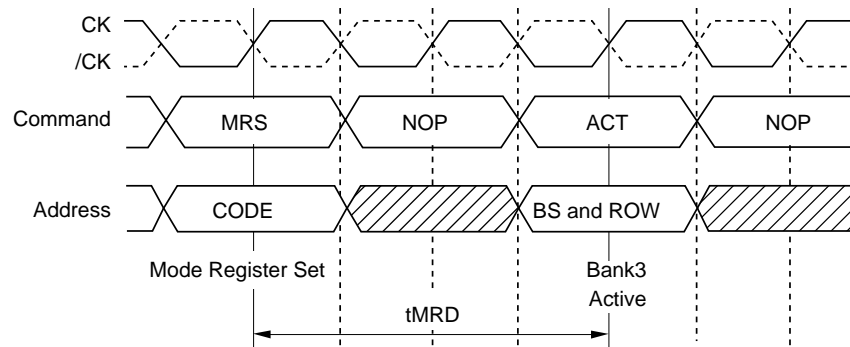 CK
/CK
Command MRS NOP ACT NOP
Address CODE BS and ROW
Mode Register Set Bank3
Active
tMRD